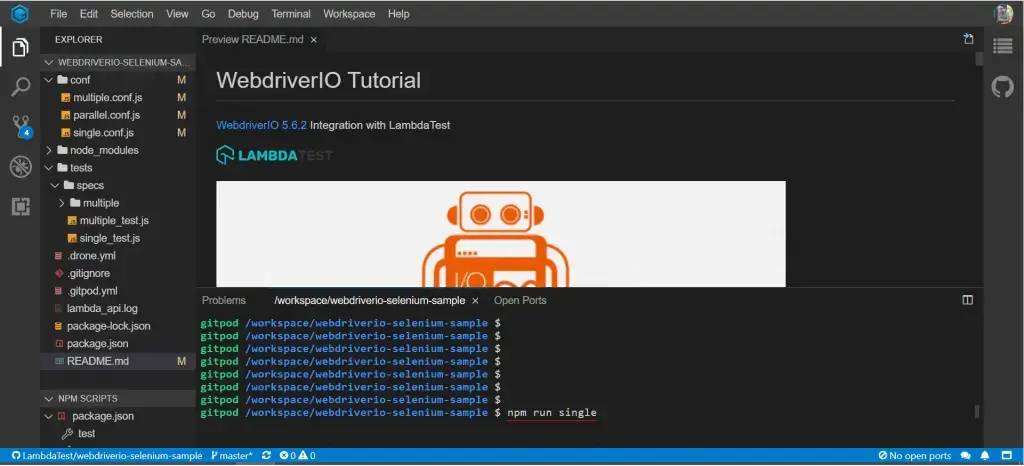 File Edit Selection View Go Debug Terminal Workspace Help
EXPLORER
WEBDRIVERIO-SELENIUM-SA...
conf M
multiple.conf.js M
parallel.conf.js M
single.conf.js M
node_modules
tests
specs
multiple
multiple_test.js
single_test.js
.drone.yml
.gitignore
.gitpod.yml
lambda_api.log
package-lock.json
package.json
README.md M
NPM SCRIPTS
package.json
test
4
Preview README.md ×
WebdriverIO Tutorial
WebdriverIO 5.6.2 Integration with LambdaTest
LAMBDATEST
I/O
Problems /workspace/webdriverio-selenium-sample × Open Ports
gitpod /workspace/webdriverio-selenium-sample $
gitpod /workspace/webdriverio-selenium-sample $
gitpod /workspace/webdriverio-selenium-sample $
gitpod /workspace/webdriverio-selenium-sample $
gitpod /workspace/webdriverio-selenium-sample $
gitpod /workspace/webdriverio-selenium-sample $
gitpod /workspace/webdriverio-selenium-sample $
gitpod /workspace/webdriverio-selenium-sample $ npm run single
LambdaTest/webdriverio-selenium-sample master* 0 0 No open ports